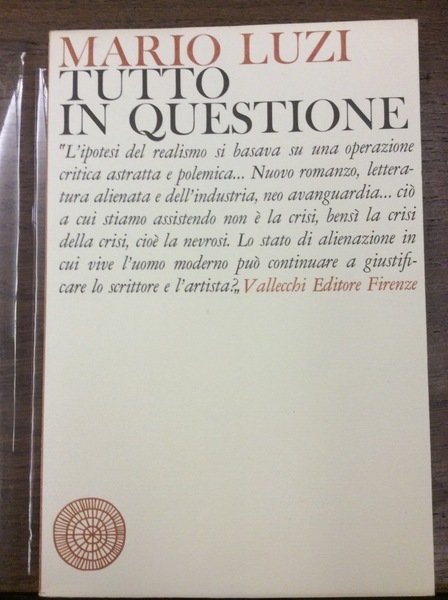 MARIO LUZI
TUTTO
IN QUESTIONE
"L'ipotesi del realismo si basava su una operazione
critica astratta e polemica... Nuovo romanzo, lettera-
tura alienata e dell'industria, neo avanguardia... ciò
a cui stiamo assistendo non è la crisi, bensì la crisi
della crisi, cioè la nevrosi. Lo stato di alienazione in
cui vive l'uomo moderno può continuare a giustifi-
care lo scrittore e l'artista?„ Vallecchi Editore Firenze